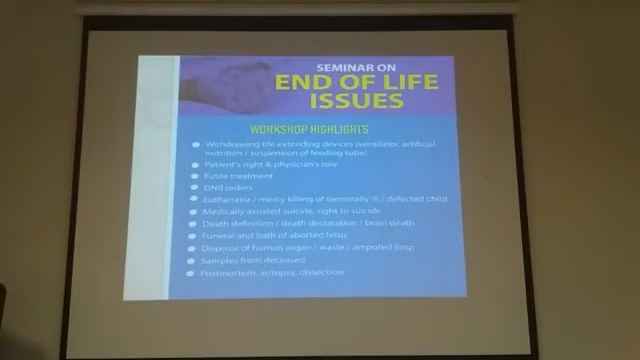 SEMINAR ON
END OF LIFE
ISSUES
WORKSHOP HIGHLIGHTS
Withdrawing life extending devices (ventilator, artificial
nutrition / suspension of feeding tube)
Patient's right & physician's role
Futile treatment
DNR orders
Euthanasia / mercy killing of terminally ill / defected child
Medically assisted suicide, right to suicide
Death definition / death declaration / brain death
Funeral and bath of aborted fetus
Disposal of human organ / waste / amputed limp
Samples from deceased
Postmortem, autopsy, dissection